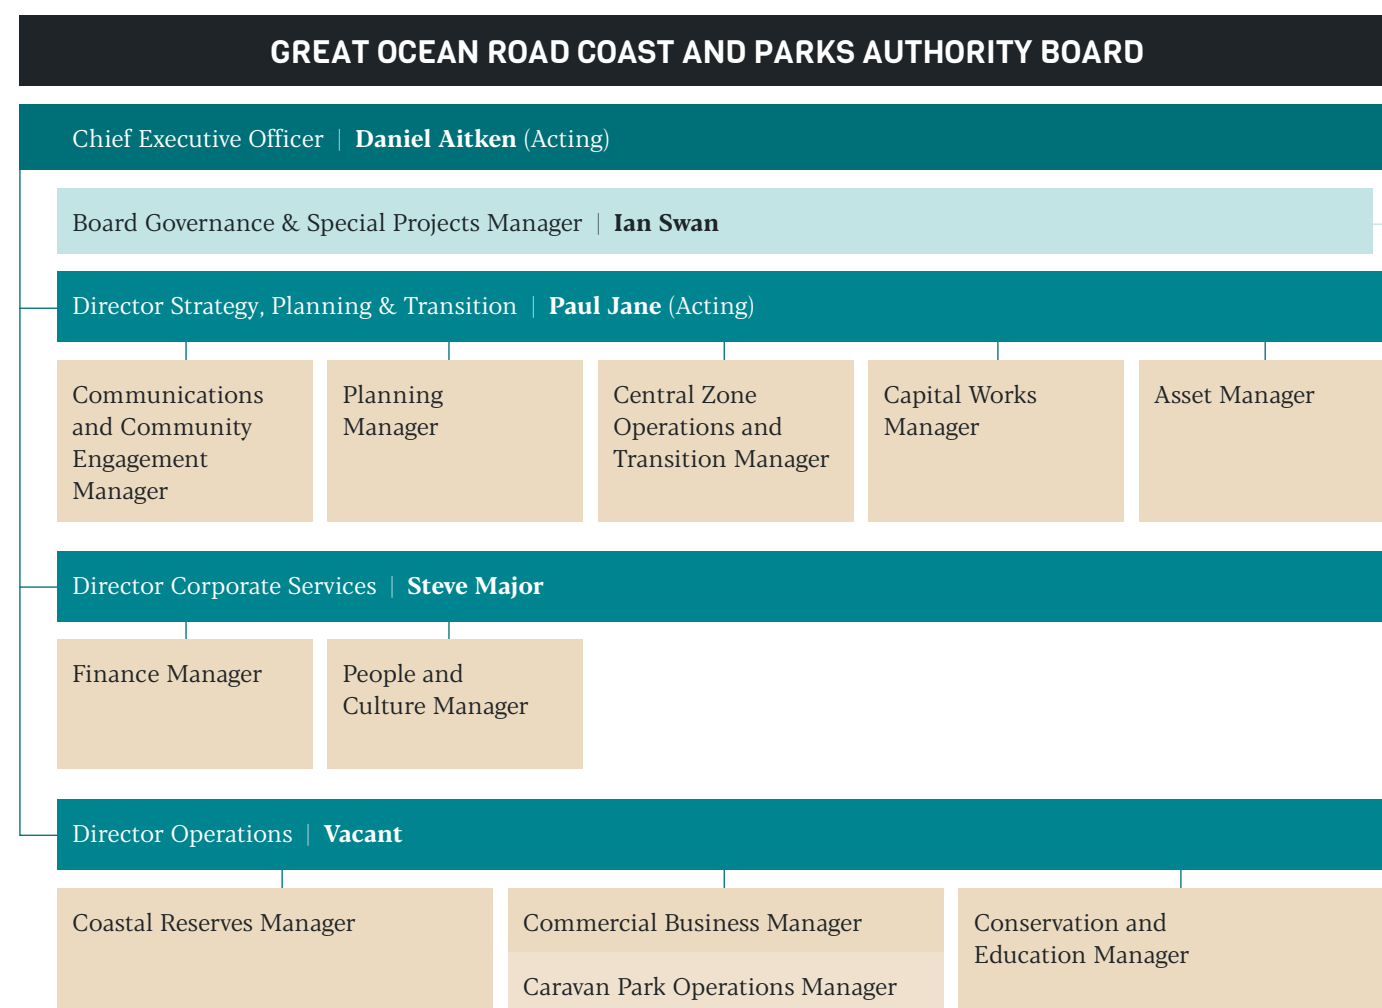 GREAT OCEAN ROAD COAST AND PARKS AUTHORITY BOARD
Chief Executive Officer | Daniel Aitken (Acting)
Board Governance & Special Projects Manager | Ian Swan
Director Strategy, Planning & Transition | Paul Jane (Acting)
Communications
and Community
Engagement
Manager
Planning
Manager
Central Zone
Operations and
Transition Manager
Capital Works
Manager
Asset Manager
Director Corporate Services | Steve Major
Finance Manager
People and
Culture Manager
Director Operations | Vacant
Coastal Reserves Manager
Commercial Business Manager
Caravan Park Operations Manager
Conservation and
Education Manager